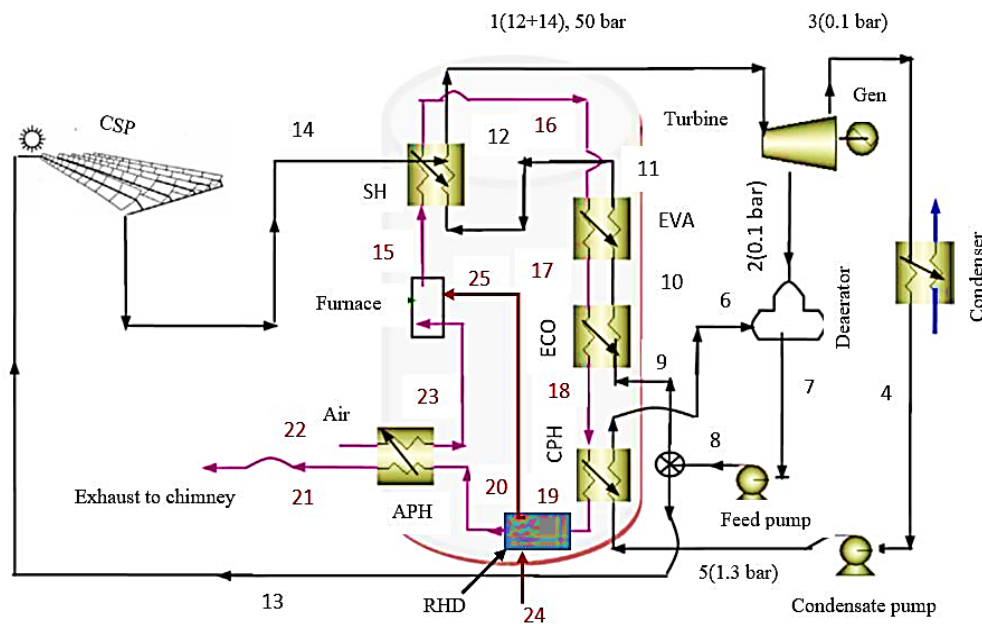 1(12+14), 50 bar
3(0.1 bar)
CSP
14
16
12
Turbine
Gen
SH
11
EVA
15
25
17
10
2(0.1 bar)
Condenser
Furnace
ECO
6
Deaerator
9
23
18
7
4
Air
22
CPH
8
Exhaust to chimney
21
APH
20
19
Feed pump
5(1.3 bar)
13
RHD
24
Condensate pump